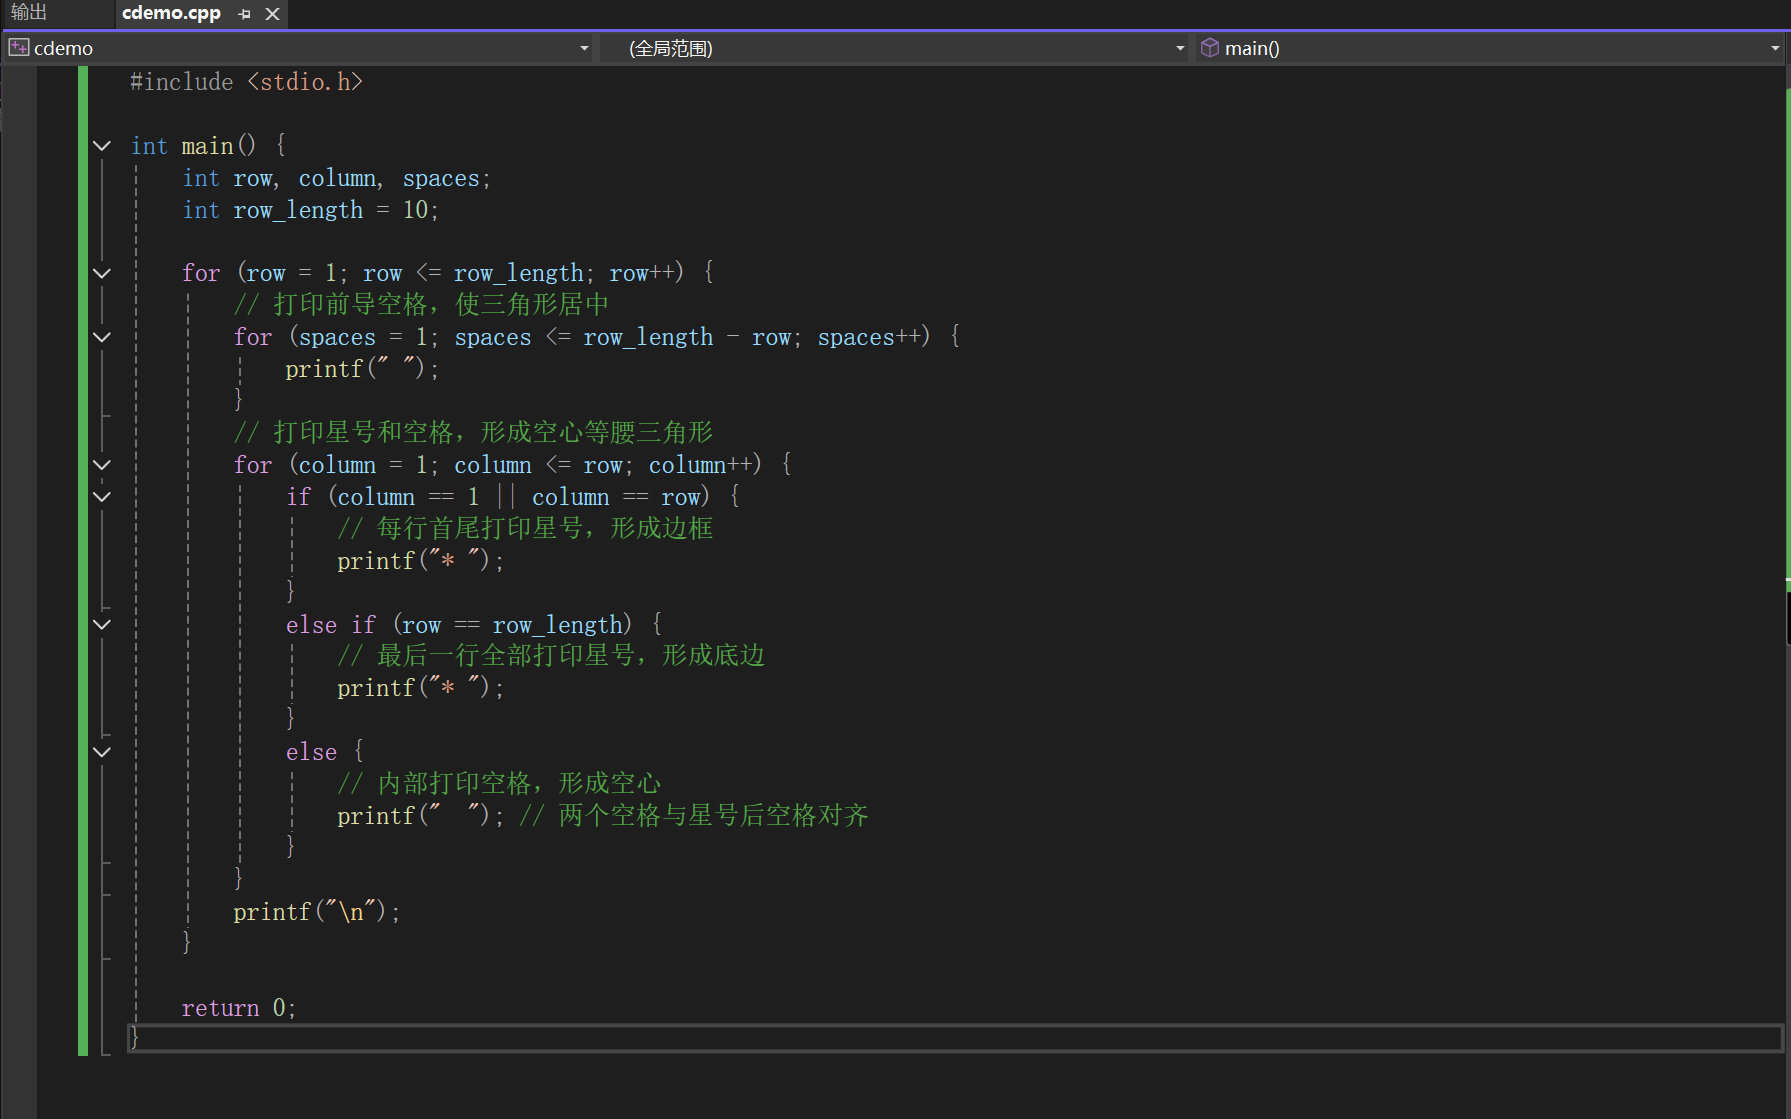 输出 cdemo.cpp
cdemo (全局范围) main()
#include <stdio.h>
int main() {
int row, column, spaces;
int row_length = 10;
for (row = 1; row <= row_length; row++) {
// 打印前导空格，使三角形居中
for (spaces = 1; spaces <= row_length - row; spaces++) {
printf(" ");
}
// 打印星号和空格，形成空心等腰三角形
for (column = 1; column <= row; column++) {
if (column == 1 || column == row) {
// 每行首尾打印星号，形成边框
printf("* ");
}
else if (row == row_length) {
// 最后一行全部打印星号，形成底边
printf("* ");
}
else {
// 内部打印空格，形成空心
printf("  "); // 两个空格与星号后空格对齐
}
}
printf("\n");
}
return 0;
}